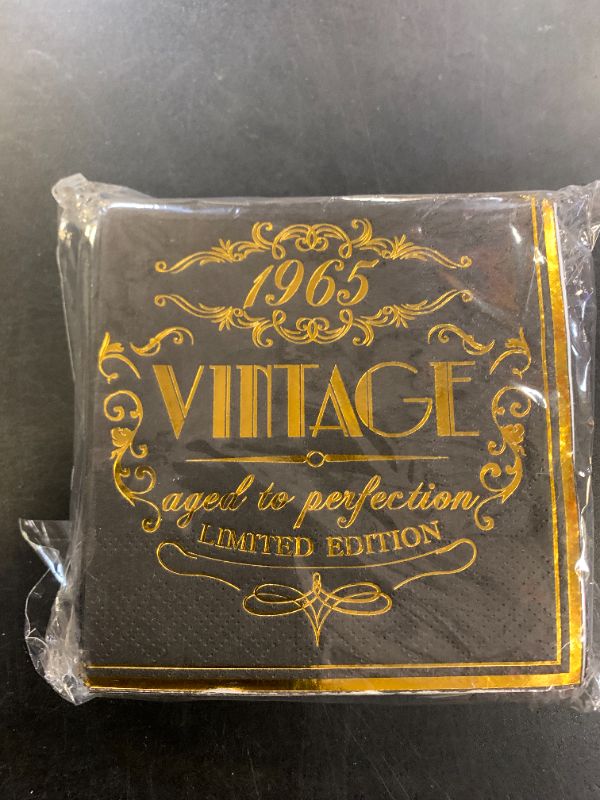 1965
VINTAGE
aged to perfection
LIMITED EDITION